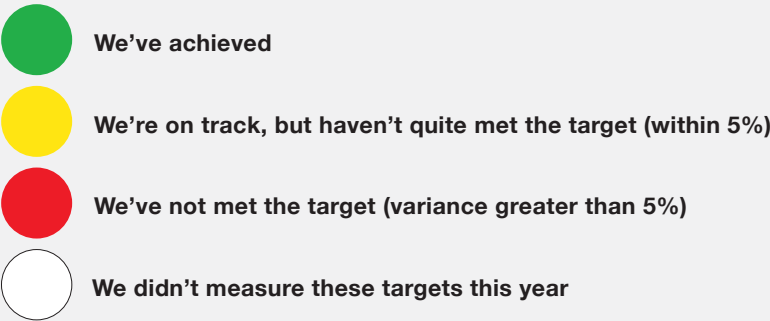 We’ve achieved
We’re on track, but haven’t quite met the target (within 5%)
We’ve not met the target (variance greater than 5%)
We didn’t measure these targets this year